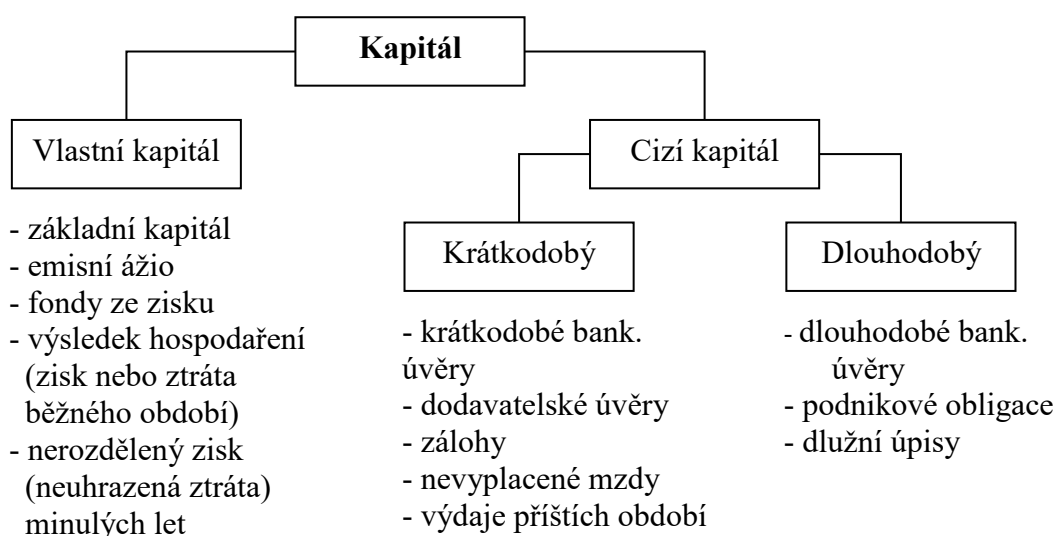 Kapitál
Vlastní kapitál
Cizí kapitál
- základní kapitál
- emisní ážio
- fondy ze zisku
- výsledek hospodaření
(zisk nebo ztráta
běžného období)
- nerozdělený zisk
(neuhrazená ztráta)
minulých let
Krátkodobý
- krátkodobé bank.
úvěry
- dodavatelské úvěry
- zálohy
- nevyplacené mzdy
- výdaje příštích období
Dlouhodobý
- dlouhodobé bank.
úvěry
- podnikové obligace
- dlužní úpisy